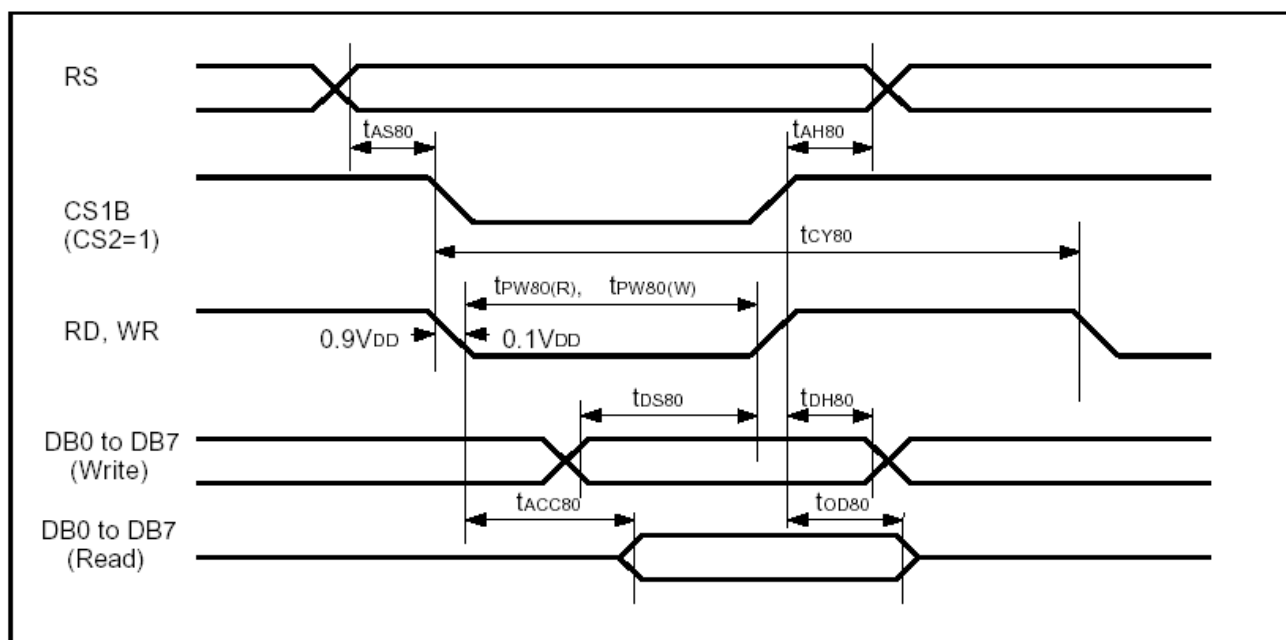 RS
tAS80
tAH80
CS1B
(CS2=1)
tCY80
tPW80(R), tPW80(W)
RD, WR
0.9VDD
0.1VDD
tDS80
tDH80
DB0 to DB7
(Write)
tACC80
tOD80
DB0 to DB7
(Read)